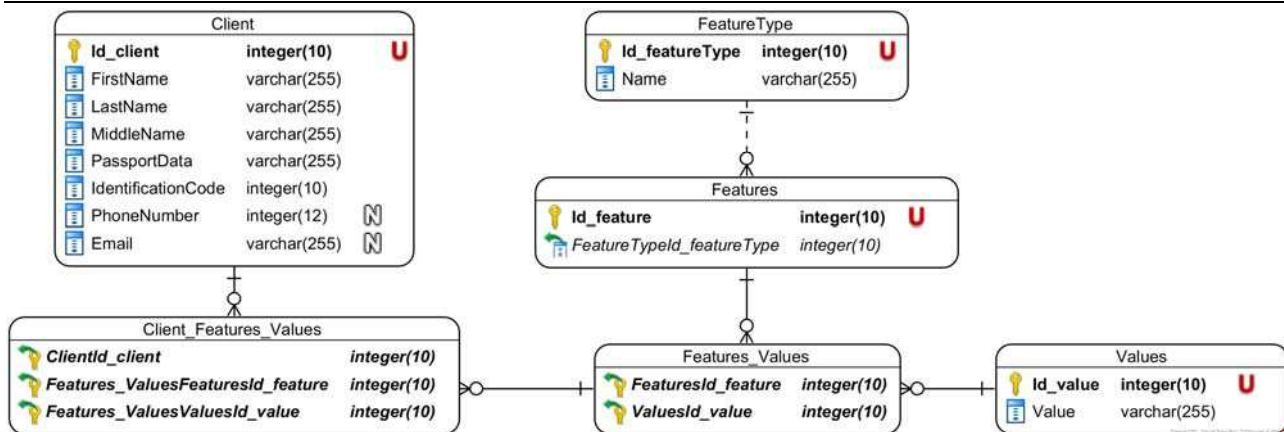 Client
Id_client integer(10) U
FirstName varchar(255)
LastName varchar(255)
MiddleName varchar(255)
PassportData varchar(255)
IdentificationCode integer(10)
PhoneNumber integer(12) N
Email varchar(255) N
FeatureType
Id_featureType integer(10) U
Name varchar(255)
Features
Id_feature integer(10) U
FeatureTypeId_featureType integer(10)
Client_Features_Values
ClientId_client integer(10)
Features_ValuesFeaturesId_feature integer(10)
Features_ValuesValuesId_value integer(10)
Features_Values
FeaturesId_feature integer(10)
ValuesId_value integer(10)
Values
Id_value integer(10) U
Value varchar(255)